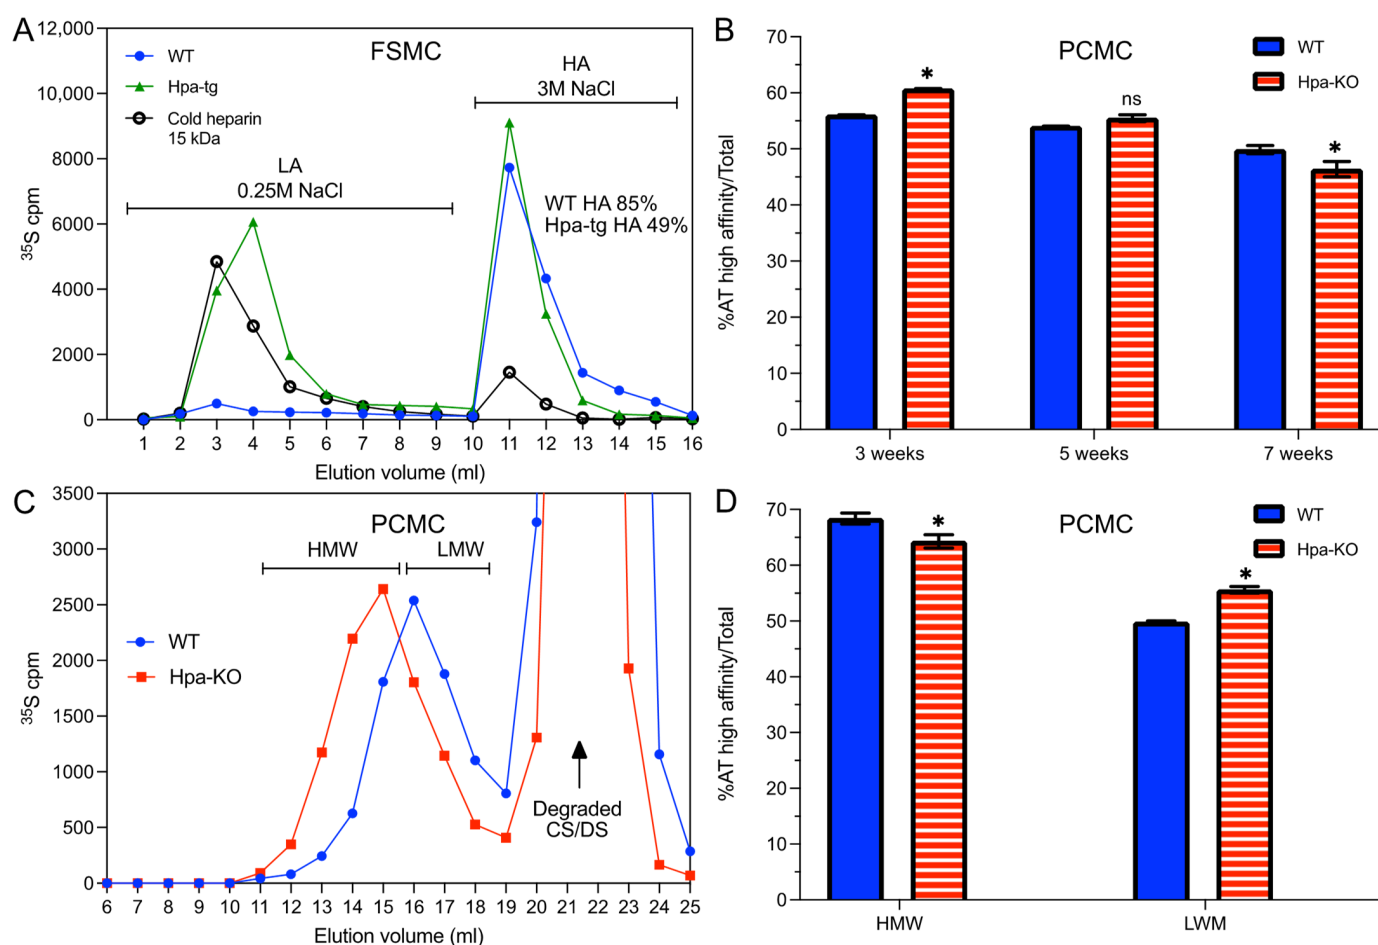 A
FSMC
12,000
10,000
8000
6000
4000
2000
0
³⁵S cpm
WT
Hpa-tg
Cold heparin
15 kDa
LA
0.25M NaCl
HA
3M NaCl
WT HA 85%
Hpa-tg HA 49%
1 2 3 4 5 6 7 8 9 10 11 12 13 14 15 16
Elution volume (ml)
B
PCMC
70
60
50
40
30
20
10
0
%AT high affinity/Total
WT
Hpa-KO
*
ns
*
3 weeks 5 weeks 7 weeks
C
PCMC
3500
3000
2500
2000
1500
1000
500
0
³⁵S cpm
HMW
LMW
WT
Hpa-KO
Degraded
CS/DS
6 7 8 9 10 11 12 13 14 15 16 17 18 19 20 21 22 23 24 25
Elution volume (ml)
D
PCMC
70
60
50
40
30
20
10
0
%AT high affinity/Total
WT
Hpa-KO
*
*
HMW LWM